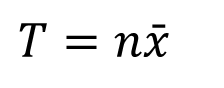 𝑇 = 𝑛𝑥̄